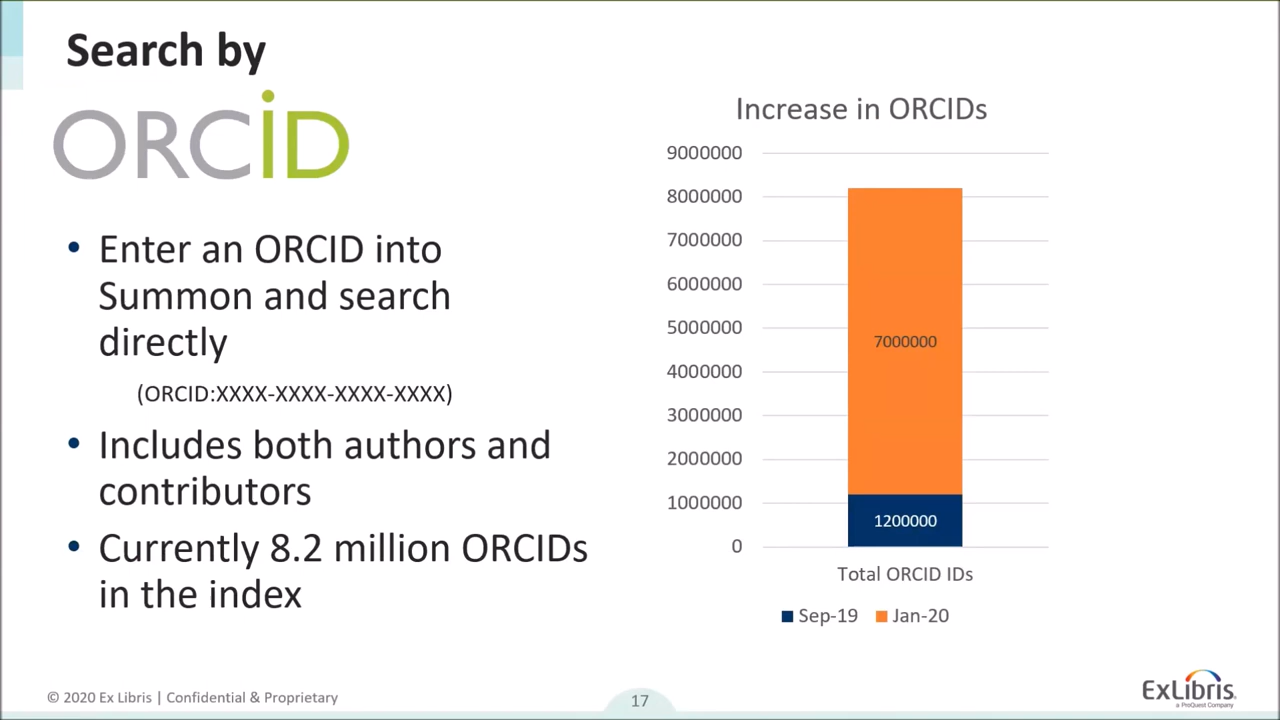 Search by
ORCiD
• Enter an ORCID into
Summon and search
directly
(ORCID:XXXX-XXXX-XXXX-XXXX)
• Includes both authors and
contributors
• Currently 8.2 million ORCIDs
in the index
Increase in ORCIDs
9000000
8000000
7000000
6000000
5000000
4000000
3000000
2000000
1000000
0
7000000
1200000
Total ORCID IDs
Sep-19 Jan-20
© 2020 Ex Libris | Confidential & Proprietary
17
ExLibris
a ProQuest Company